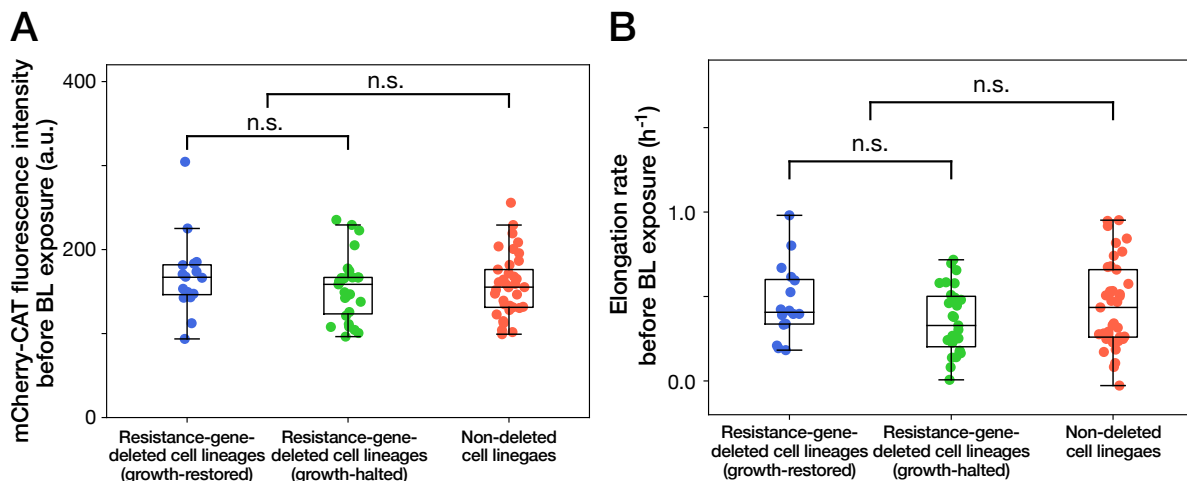 A
mCherry-CAT fluorescence intensity
before BL exposure (a.u.)
400
200
0
n.s.
n.s.
Resistance-gene-
deleted cell lineages
(growth-restored)
Resistance-gene-
deleted cell lineages
(growth-halted)
Non-deleted
cell lingaes
B
Elongation rate
before BL exposure (h⁻¹)
1.0
0.0
n.s.
n.s.
Resistance-gene-
deleted cell lineages
(growth-restored)
Resistance-gene-
deleted cell lineages
(growth-halted)
Non-deleted
cell lingaes